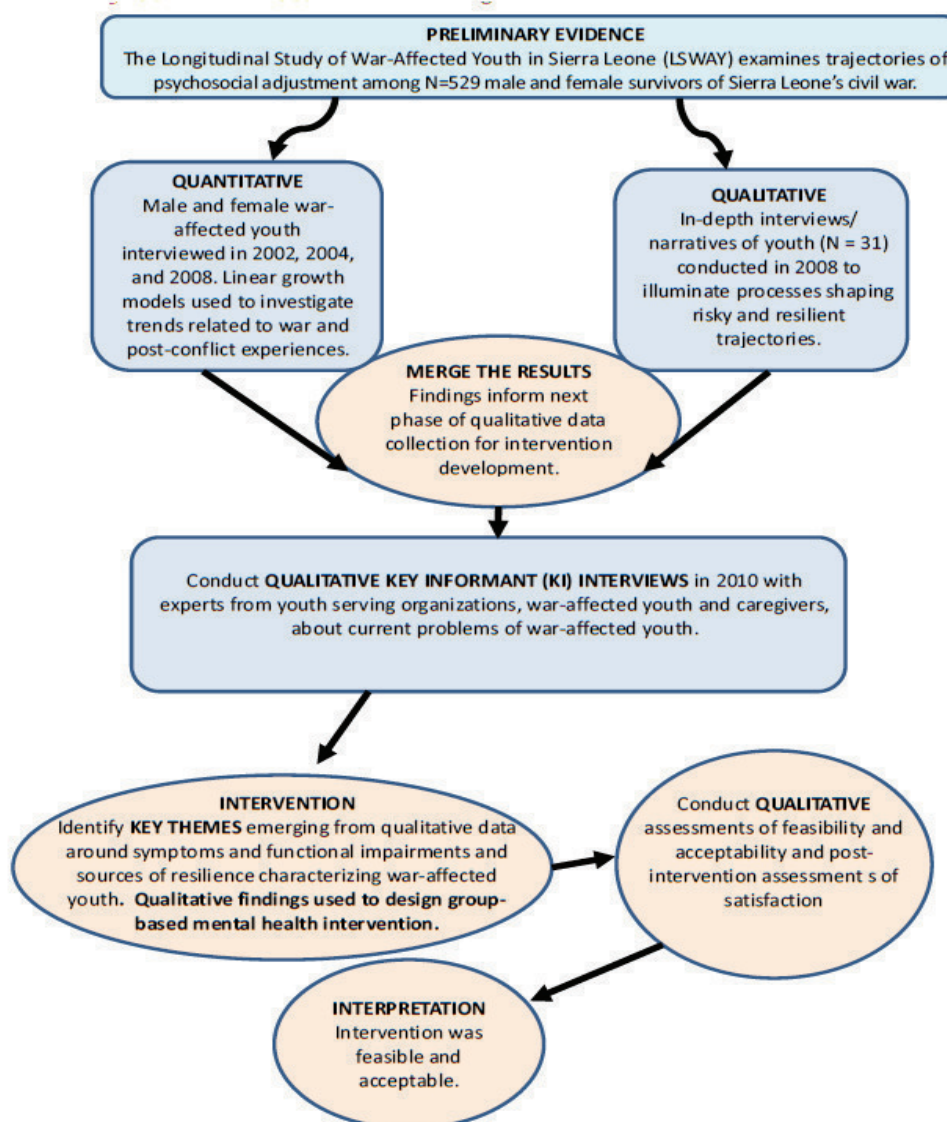 PRELIMINARY EVIDENCE
The Longitudinal Study of War-Affected Youth in Sierra Leone (LSWAY) examines trajectories of
psychosocial adjustment among N=529 male and female survivors of Sierra Leone's civil war.
QUANTITATIVE
Male and female war-
affected youth
interviewed in 2002, 2004,
and 2008. Linear growth
models used to investigate
trends related to war and
post-conflict experiences.
QUALITATIVE
In-depth interviews/
narratives of youth (N = 31)
conducted in 2008 to
illuminate processes shaping
risky and resilient
trajectories.
MERGE THE RESULTS
Findings inform next
phase of qualitative data
collection for intervention
development.
Conduct QUALITATIVE KEY INFORMANT (KI) INTERVIEWS in 2010 with
experts from youth serving organizations, war-affected youth and caregivers,
about current problems of war-affected youth.
INTERVENTION
Identify KEY THEMES emerging from qualitative data
around symptoms and functional impairments and
sources of resilience characterizing war-affected
youth. Qualitative findings used to design group-
based mental health intervention.
Conduct QUALITATIVE
assessments of feasibility and
acceptability and post-
intervention assessment s of
satisfaction
INTERPRETATION
Intervention was
feasible and
acceptable.